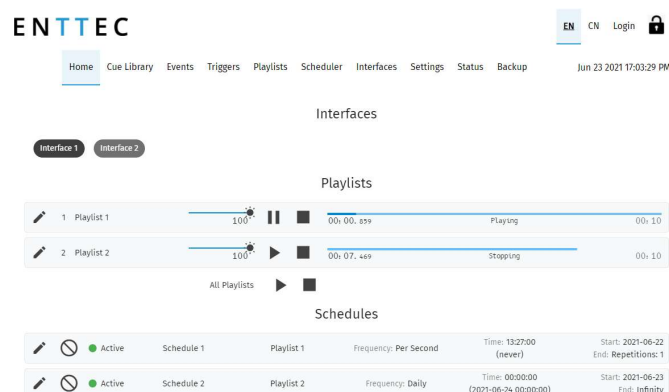 ENTTEC
EN CN Login
Home Cue Library Events Triggers Playlists Scheduler Interfaces Settings Status Backup Jun 23 2021 17:03:29 PM
Interfaces
Interface 1 Interface 2
Playlists
1 Playlist 1 100 00: 00. 859 Playing 00: 10
2 Playlist 2 100 00: 07. 469 Stopping 00: 10
All Playlists
Schedules
Active Schedule 1 Playlist 1 Frequency: Per Second Time: 13:27:00 Start: 2021-06-22
(never) End: Repetitions: 1
Active Schedule 2 Playlist 2 Frequency: Daily Time: 00:00:00 Start: 2021-06-23
(2021-06-24 00:00:00) End: Infinity